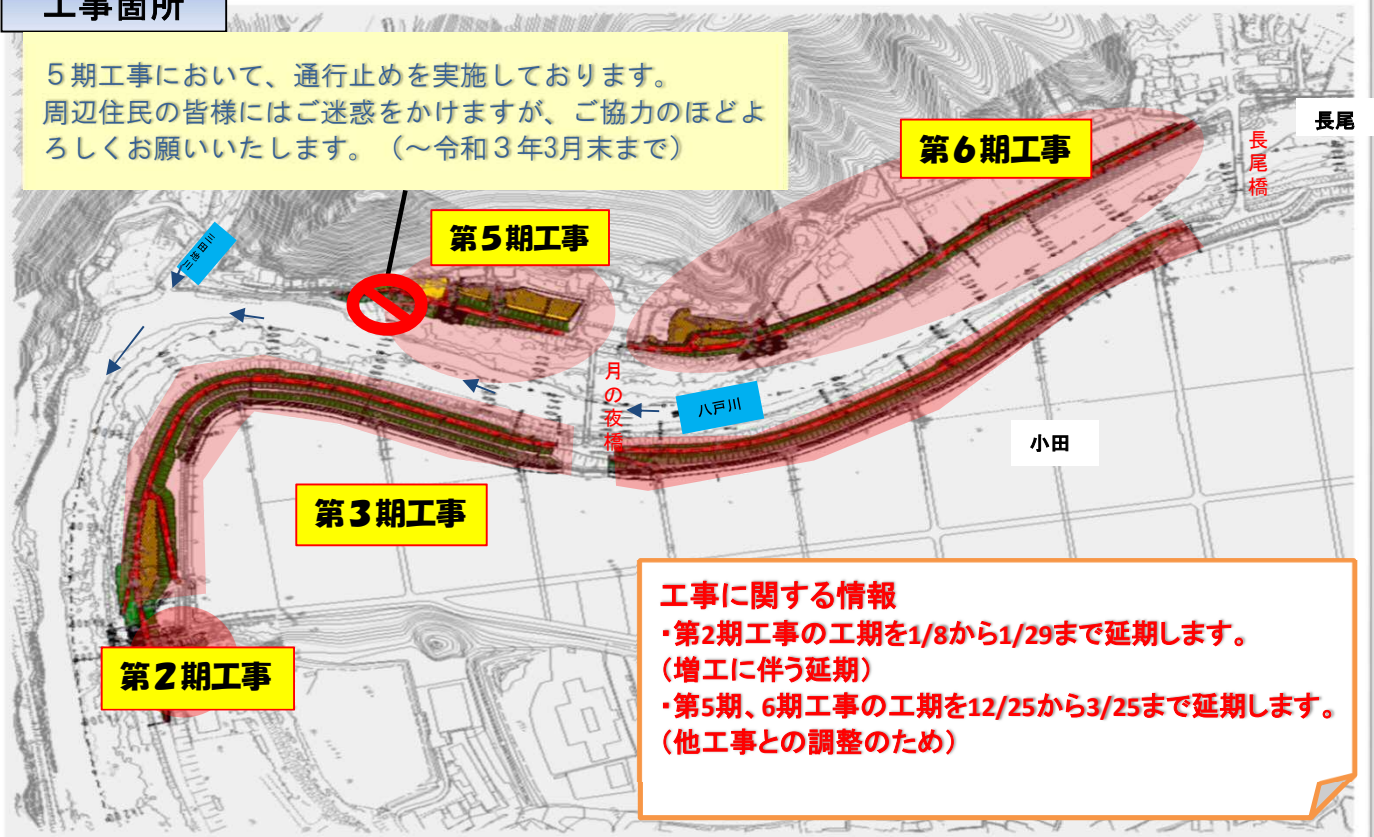 工事箇所
５期工事において、通行止めを実施しております。
周辺住民の皆様にはご迷惑をかけますが、ご協力のほどよ
ろしくお願いいたします。（～令和３年3月末まで）
第6期工事
長尾
長尾橋
第5期工事
三田地川
月の夜橋
八戸川
小田
第3期工事
第2期工事
工事に関する情報
・第2期工事の工期を1/8から1/29まで延期します。
（増工に伴う延期）
・第5期、6期工事の工期を12/25から3/25まで延期します。
（他工事との調整のため）